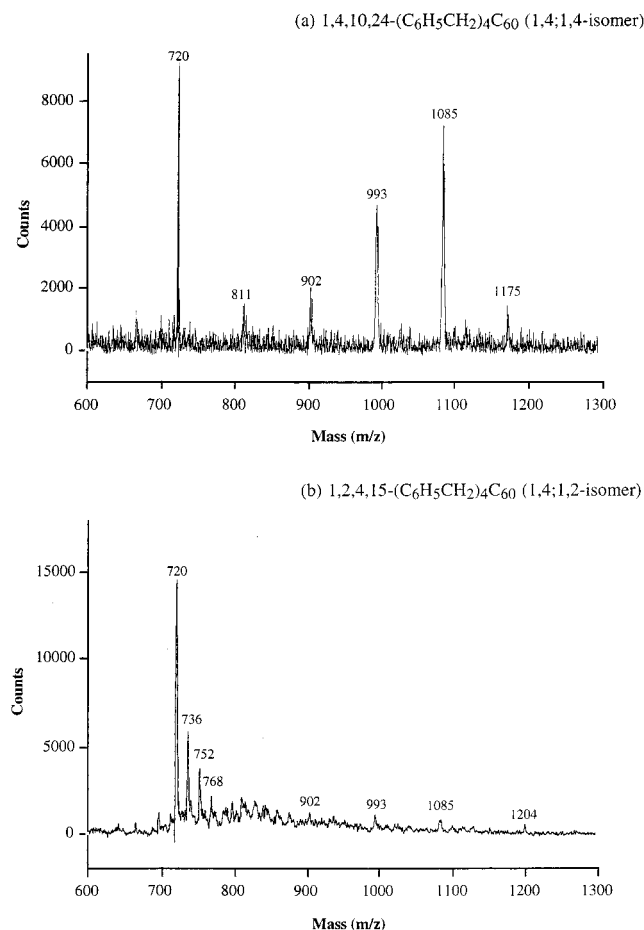 (a) 1,4,10,24-(C6H5CH2)4C60 (1,4;1,4-isomer)
720
8000
1085
6000
993
Counts
4000
902
2000
811
1175
0
600 700 800 900 1000 1100 1200 1300
Mass (m/z)
(b) 1,2,4,15-(C6H5CH2)4C60 (1,4;1,2-isomer)
15000
720
10000
Counts
736
5000
752
768
902
993
1085
1204
0
600 700 800 900 1000 1100 1200 1300
Mass (m/z)